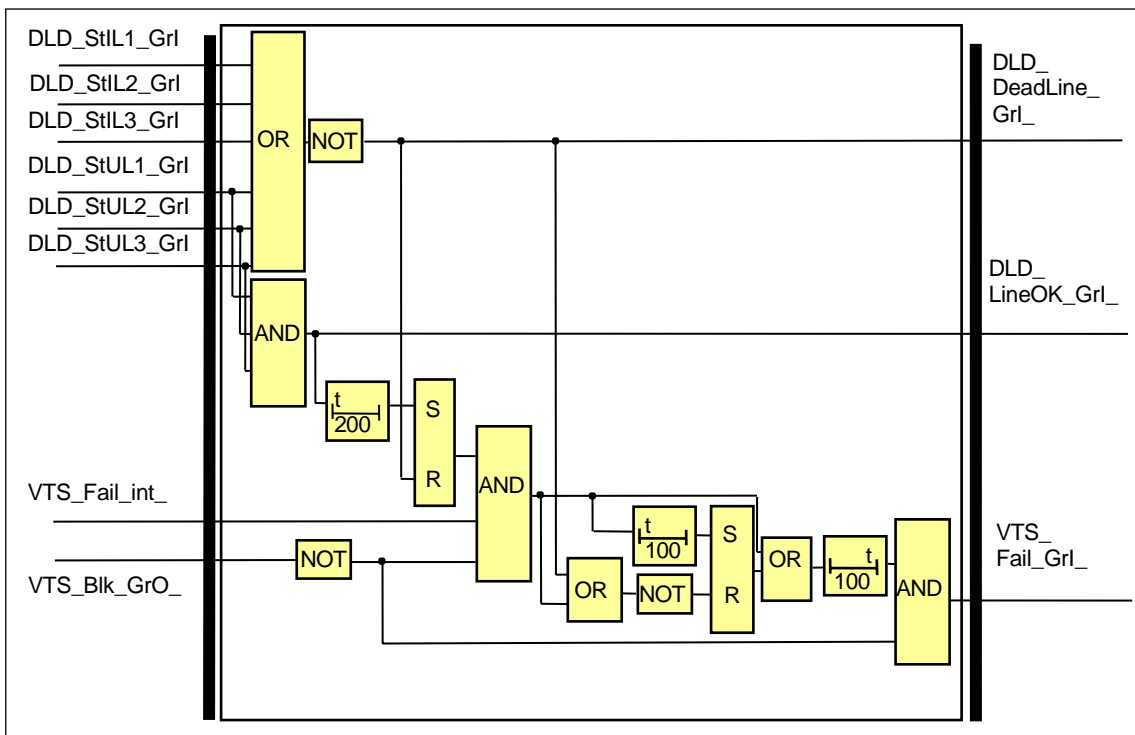 DLD_StIL1_GrI
DLD_StIL2_GrI
DLD_StIL3_GrI
DLD_StUL1_GrI
DLD_StUL2_GrI
DLD_StUL3_GrI
OR
NOT
DLD_
DeadLine_
GrI_
AND
DLD_
LineOK_GrI_
t
200
S
R
AND
VTS_Fail_int_
VTS_Blk_GrO_
NOT
t
100
S
R
OR
NOT
OR
t
100
AND
VTS_
Fail_GrI_